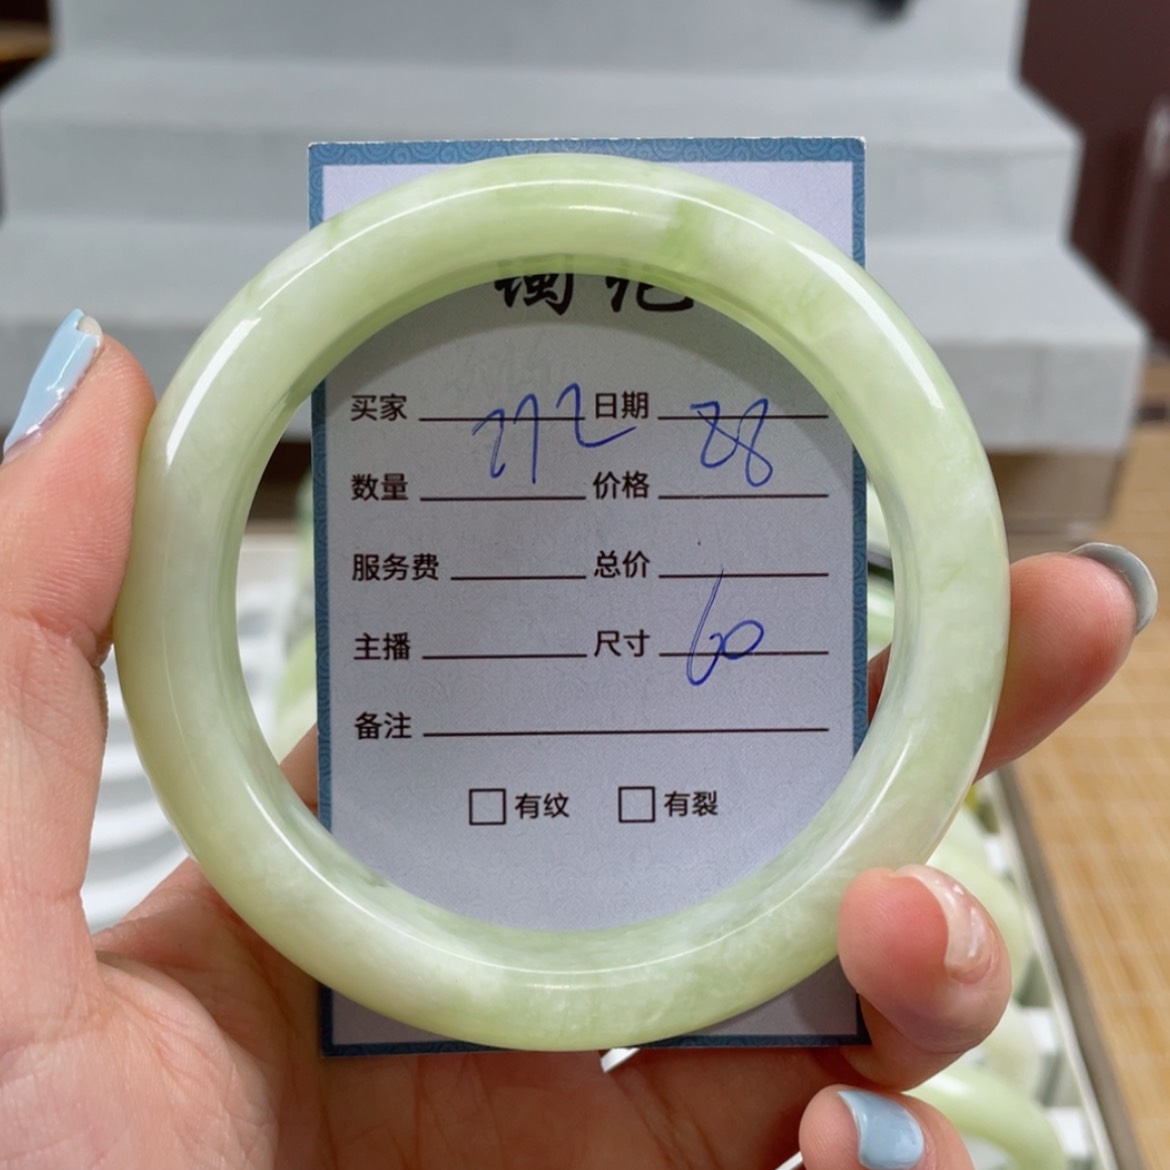 买家 272 日期 88
数量 价格
服务费 总价
主播 尺寸 60
备注
有纹 有裂